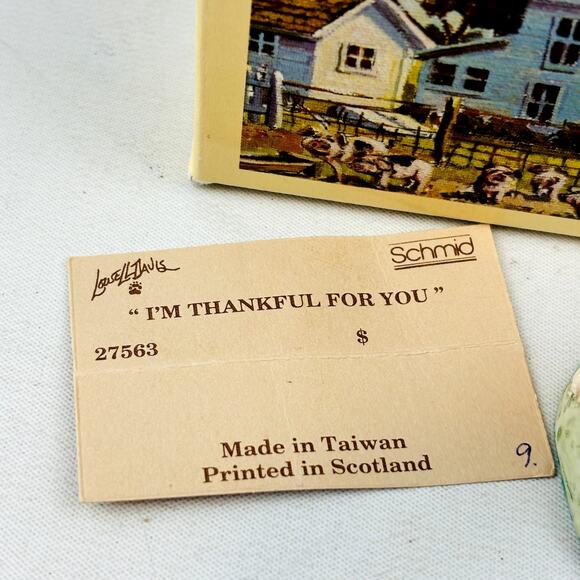 Lowell Davis
Schmid
“ I'M THANKFUL FOR YOU ”
27563 $
Made in Taiwan
Printed in Scotland
9.